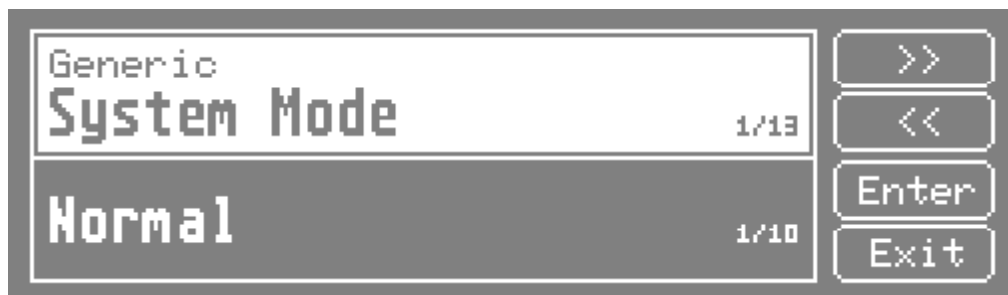 Generic
System Mode
1/13
Normal
1/10
>>
<<
Enter
Exit